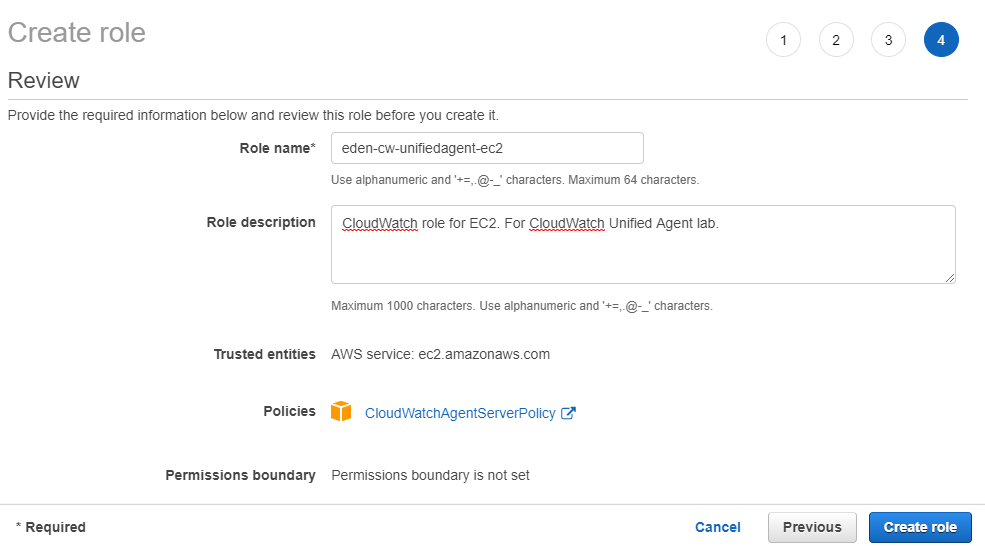 Create role
1 2 3 4
Review
Provide the required information below and review this role before you create it.
Role name* eden-cw-unifiedagent-ec2
Use alphanumeric and '+=,.@-_' characters. Maximum 64 characters.
Role description CloudWatch role for EC2. For CloudWatch Unified Agent lab.
Maximum 1000 characters. Use alphanumeric and '+=,.@-_' characters.
Trusted entities AWS service: ec2.amazonaws.com
Policies CloudWatchAgentServerPolicy
Permissions boundary Permissions boundary is not set
* Required Cancel Previous Create role